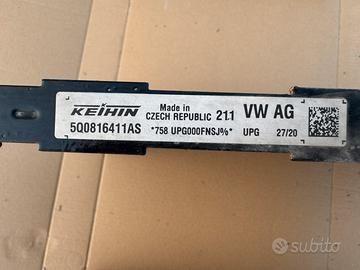 KEIHIN Made in CZECH REPUBLIC 21.1 VW AG
5Q0816411AS *758 UPG000FNSJ%* UPG 27/20
subito